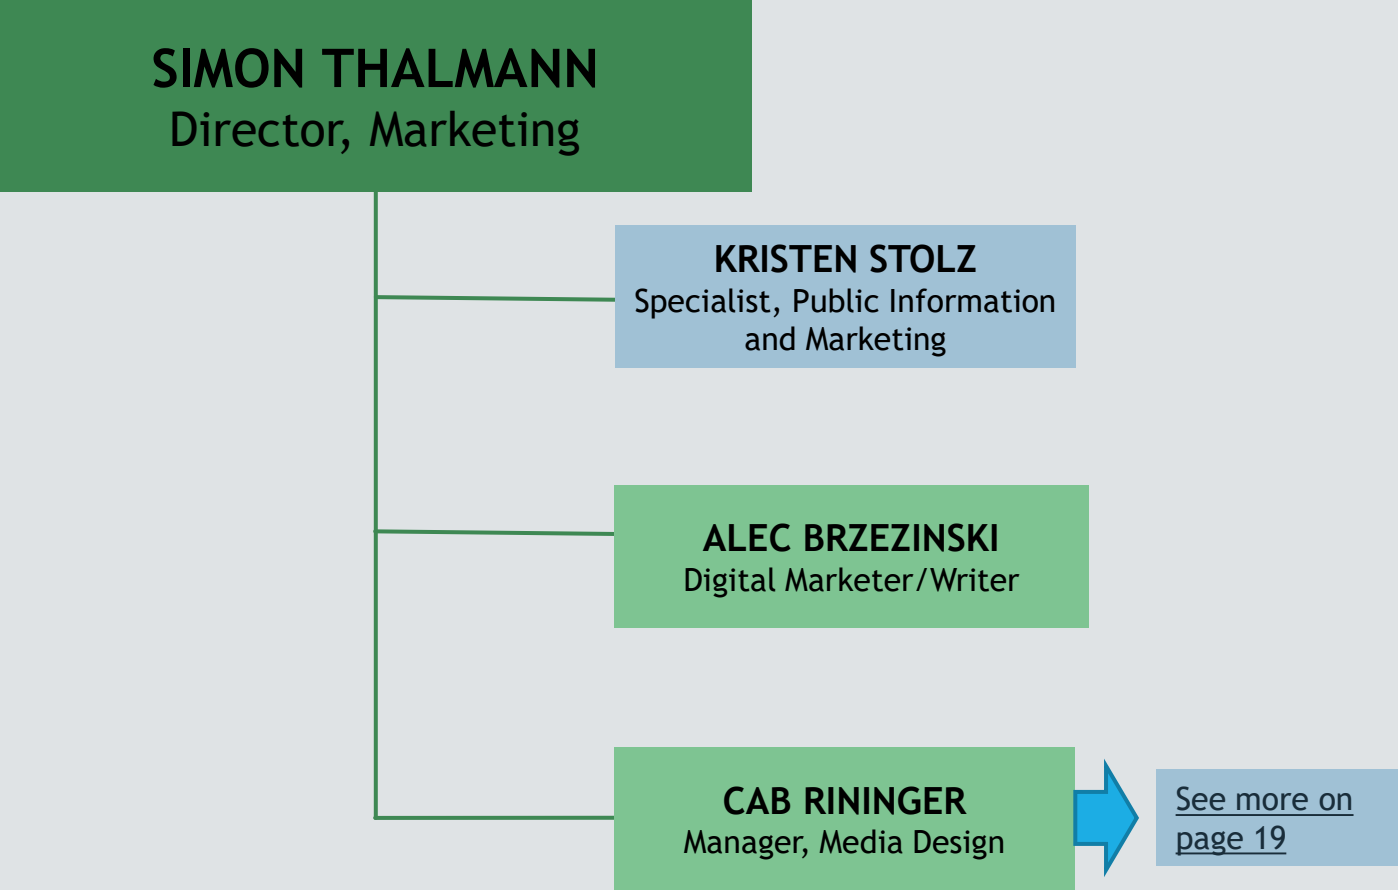 SIMON THALMANN
Director, Marketing
KRISTEN STOLZ
Specialist, Public Information
and Marketing
ALEC BRZEZINSKI
Digital Marketer/Writer
CAB RININGER
Manager, Media Design
See more on
page 19